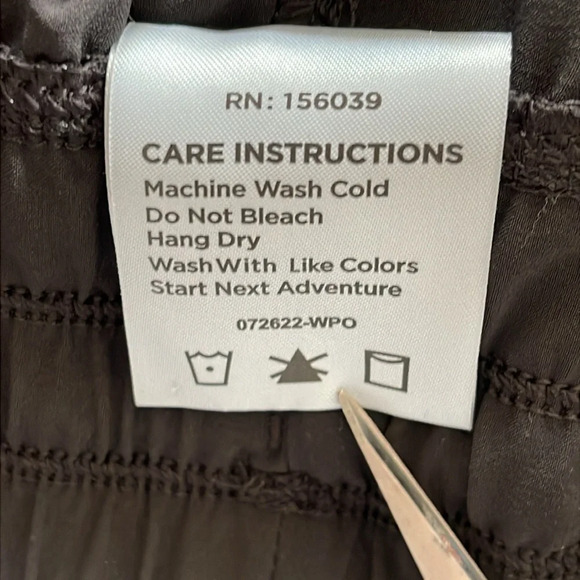 RN: 156039
CARE INSTRUCTIONS
Machine Wash Cold
Do Not Bleach
Hang Dry
Wash With Like Colors
Start Next Adventure
072622-WPO